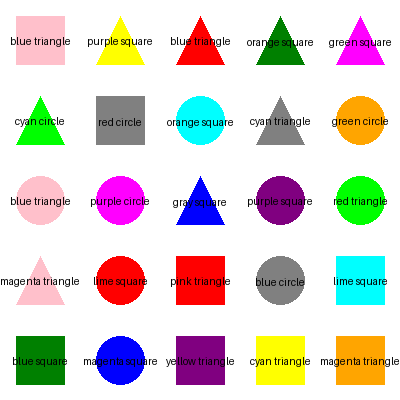 blue triangle purple square blue triangle orange square green square
cyan circle red circle orange square cyan triangle green circle
blue triangle purple circle gray square purple square red triangle
magenta triangle lime square pink triangle blue circle lime square
blue square magenta square yellow triangle cyan triangle magenta triangle